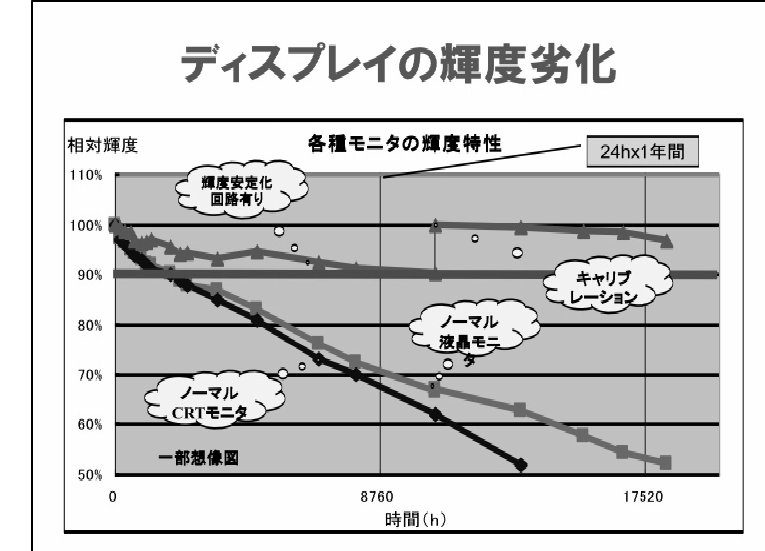 ディスプレイの輝度劣化
相対輝度
各種モニタの輝度特性
24hx1年間
110%
輝度安定化
回路有り
100%
90%
キャリブ
レーション
80%
ノーマル
液晶モニ
タ
70%
ノーマル
CRTモニタ
60%
一部想像図
50%
0
8760
17520
時間(h)